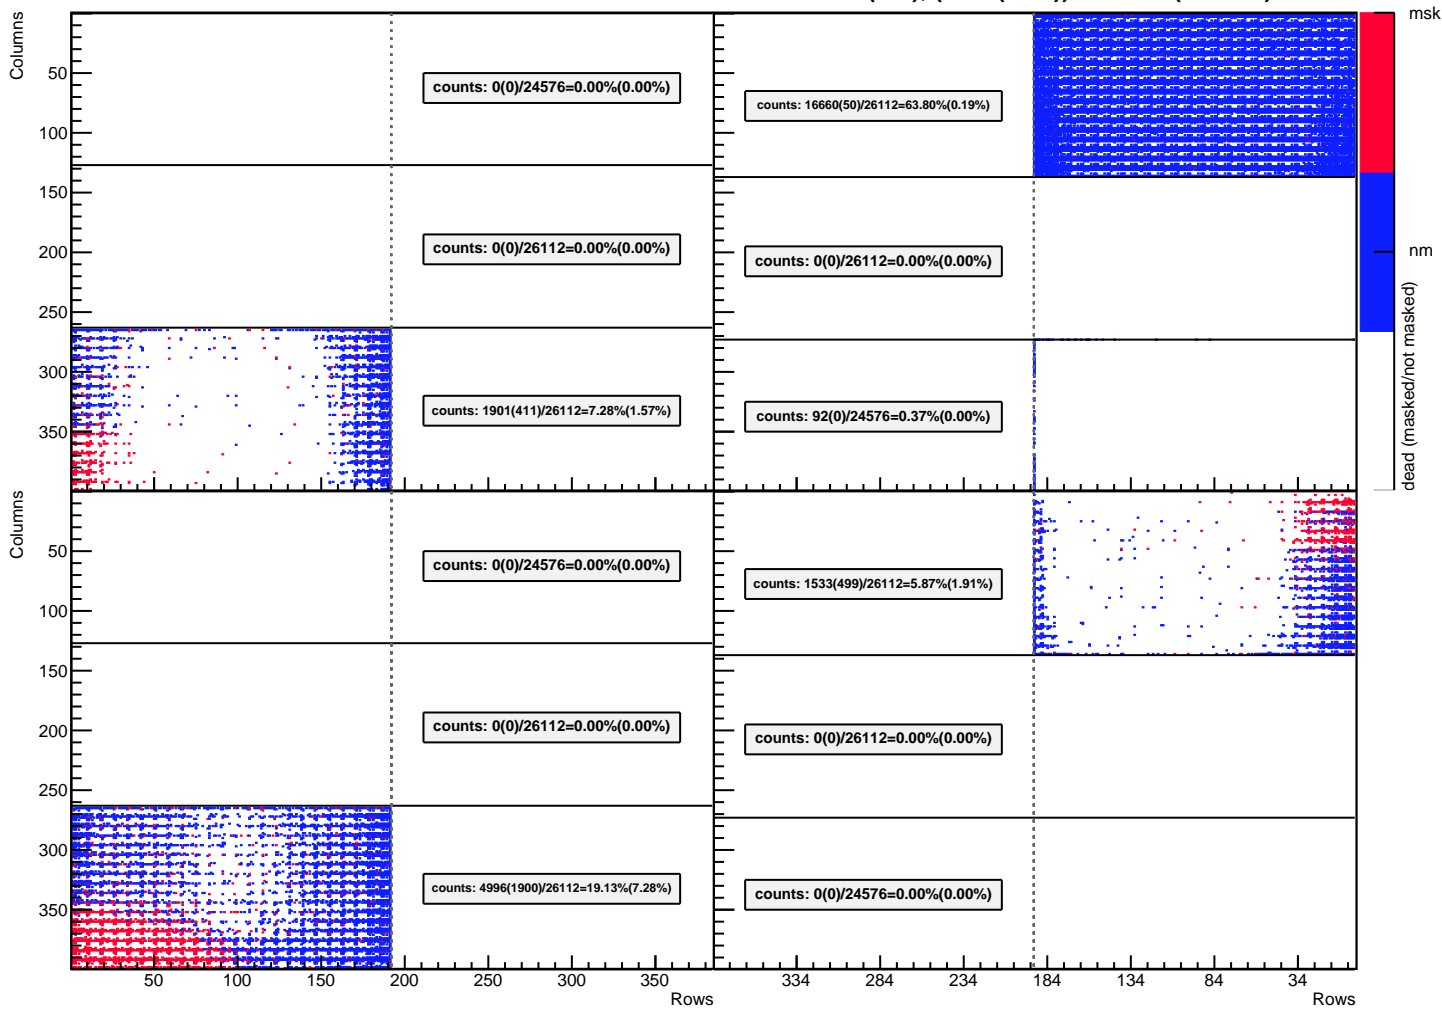 msk
nm
dead (masked/not masked)
Columns
50
100
150
200
250
300
350
counts: 0(0)/24576=0.00%(0.00%)
counts: 16660(50)/26112=63.80%(0.19%)
counts: 0(0)/26112=0.00%(0.00%)
counts: 0(0)/26112=0.00%(0.00%)
counts: 1901(411)/26112=7.28%(1.57%)
counts: 92(0)/24576=0.37%(0.00%)
Columns
50
100
150
200
250
300
350
counts: 0(0)/24576=0.00%(0.00%)
counts: 1533(499)/26112=5.87%(1.91%)
counts: 0(0)/26112=0.00%(0.00%)
counts: 0(0)/26112=0.00%(0.00%)
counts: 4996(1900)/26112=19.13%(7.28%)
counts: 0(0)/24576=0.00%(0.00%)
50 100 150 200 250 300 350
Rows
334 284 234 184 134 84 34
Rows